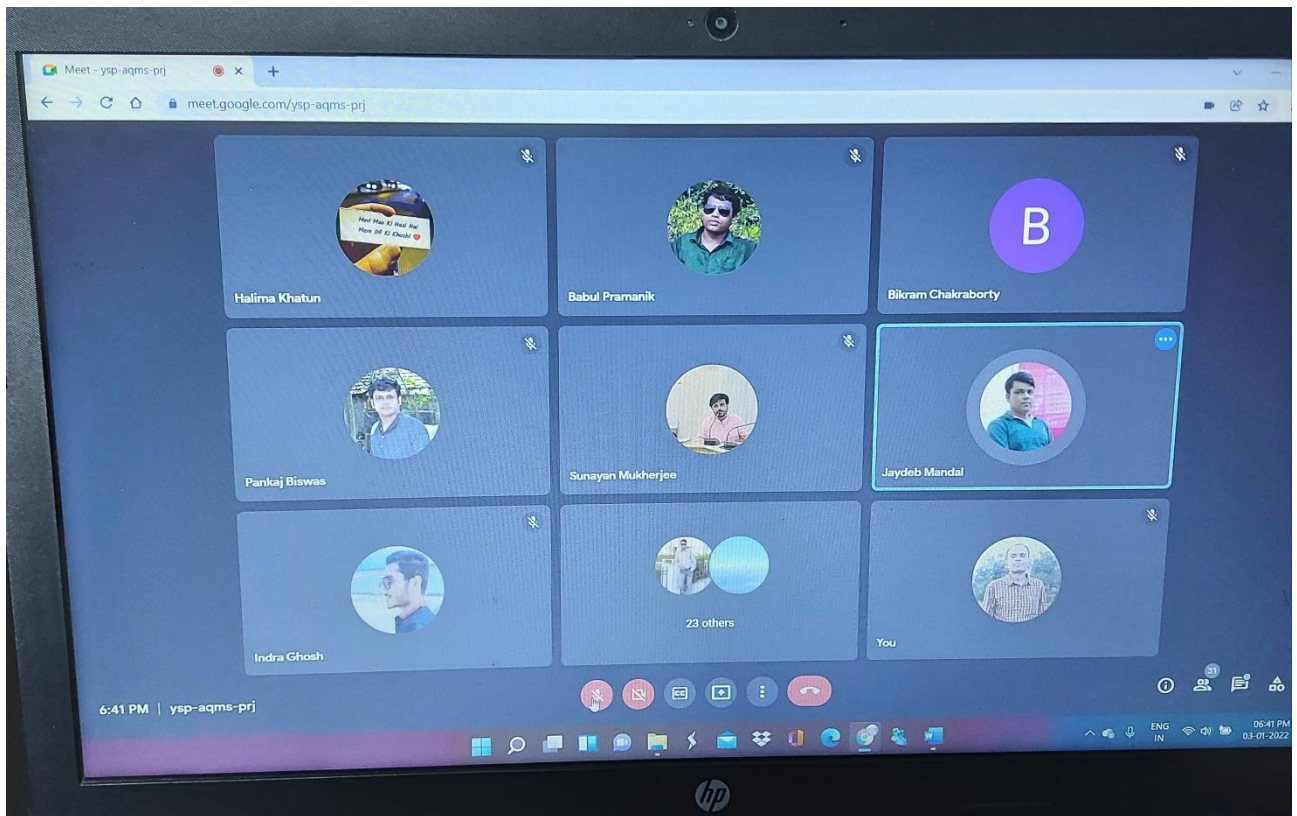 Meet - ysp-aqms-prj
meet.google.com/ysp-aqms-prj
Meri Maa Ki Hasi Hai
Mere Dil Ki Khushi
Halima Khatun
Babul Pramanik
B
Bikram Chakraborty
Pankaj Biswas
Sunayan Mukherjee
Jaydeb Mandal
Indra Ghosh
23 others
You
31
6:41 PM | ysp-aqms-prj
CC
ENG
IN
06:41 PM
03-01-2022
hp